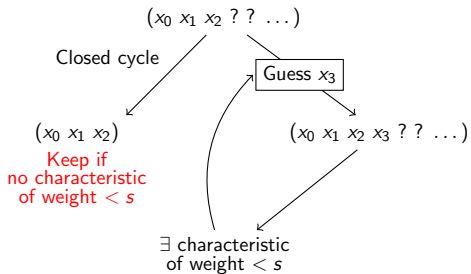 (x₀ x₁ x₂ ? ? …)
Closed cycle
Guess x₃
(x₀ x₁ x₂)
(x₀ x₁ x₂ x₃ ? ? …)
Keep if
no characteristic
of weight < s
∃ characteristic
of weight < s